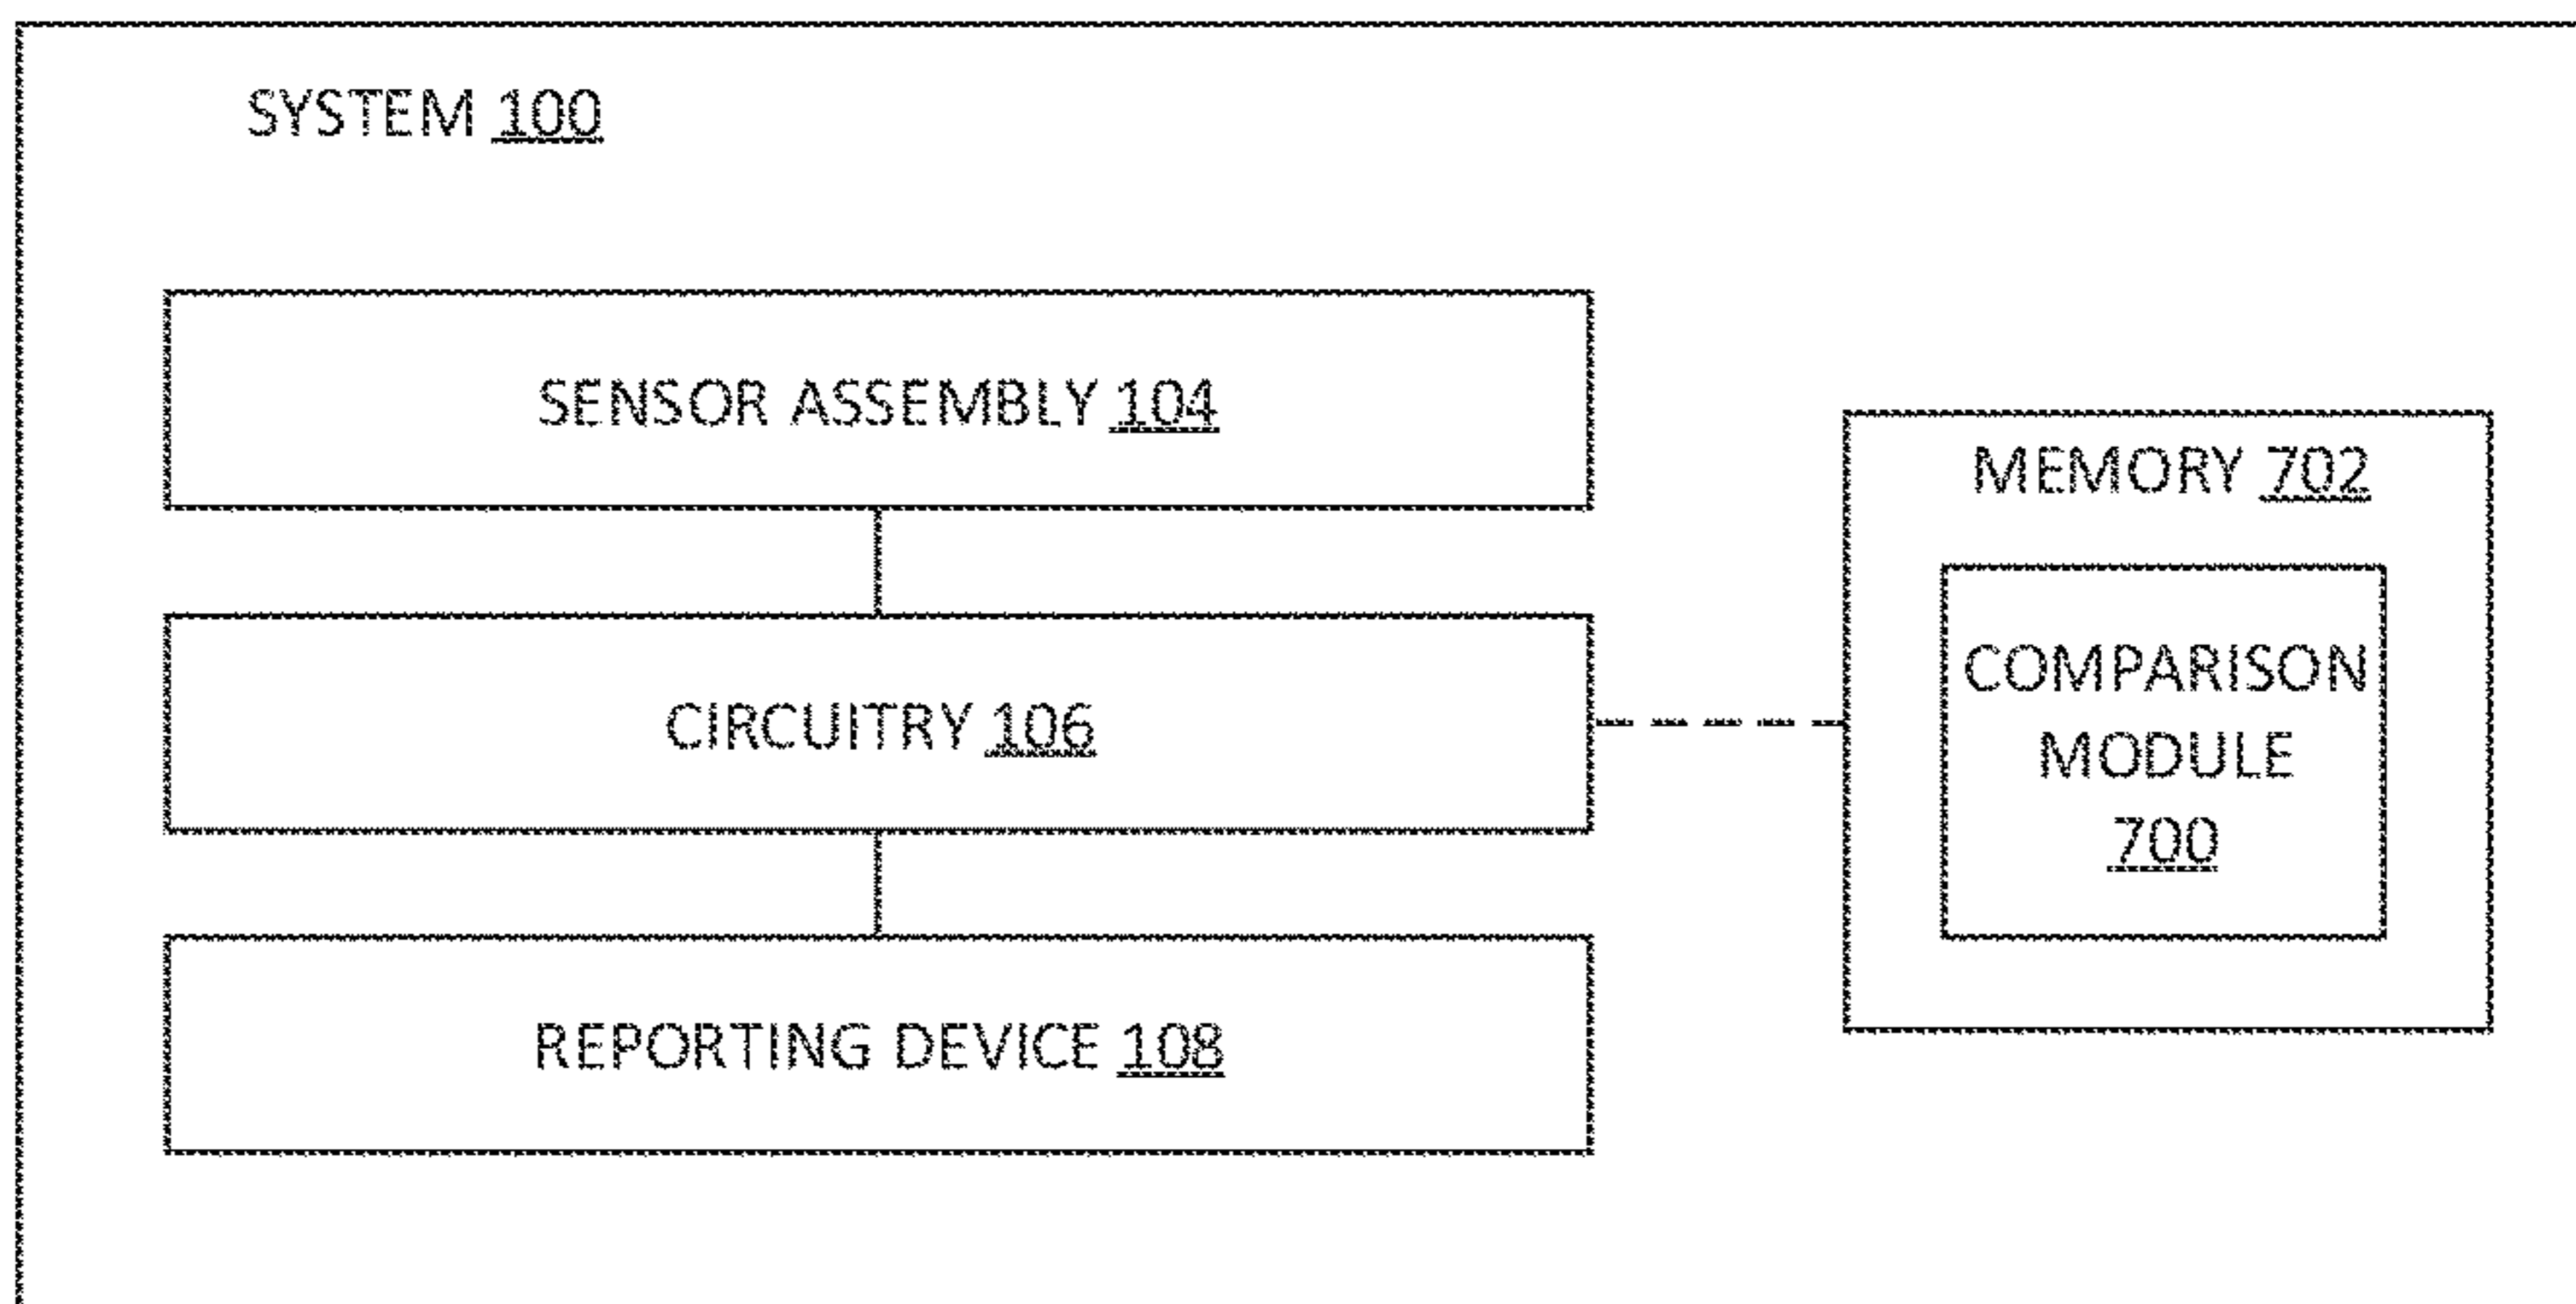 SYSTEM 100
SENSOR ASSEMBLY 104
MEMORY 702
COMPARISON
MODULE
700
CIRCUITRY 106
REPORTING DEVICE 108